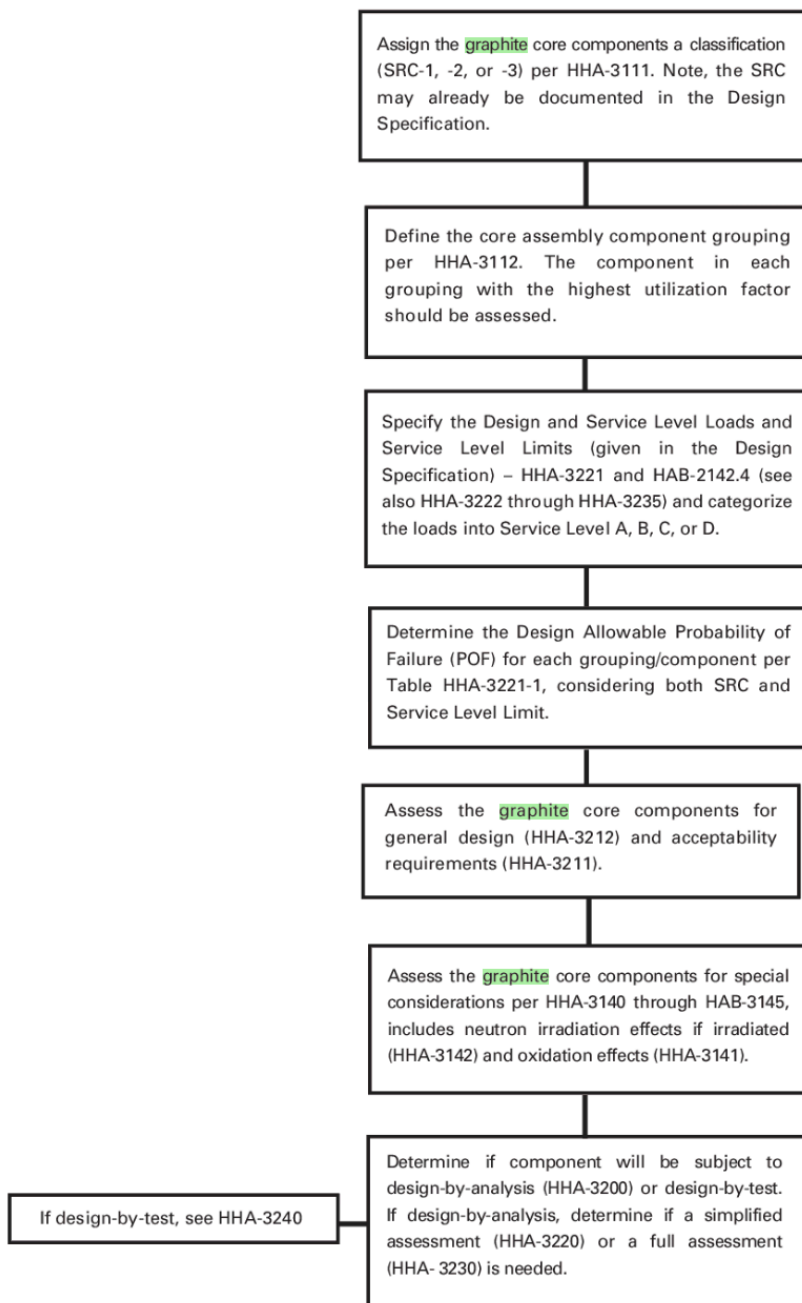 Assign the graphite core components a classification
(SRC-1, -2, or -3) per HHA-3111. Note, the SRC
may already be documented in the Design
Specification.
Define the core assembly component grouping
per HHA-3112. The component in each
grouping with the highest utilization factor
should be assessed.
Specify the Design and Service Level Loads and
Service Level Limits (given in the Design
Specification) – HHA-3221 and HAB-2142.4 (see
also HHA-3222 through HHA-3235) and categorize
the loads into Service Level A, B, C, or D.
Determine the Design Allowable Probability of
Failure (POF) for each grouping/component per
Table HHA-3221-1, considering both SRC and
Service Level Limit.
Assess the graphite core components for
general design (HHA-3212) and acceptability
requirements (HHA-3211).
Assess the graphite core components for special
considerations per HHA-3140 through HAB-3145,
includes neutron irradiation effects if irradiated
(HHA-3142) and oxidation effects (HHA-3141).
Determine if component will be subject to
design-by-analysis (HHA-3200) or design-by-test.
If design-by-analysis, determine if a simplified
assessment (HHA-3220) or a full assessment
(HHA- 3230) is needed.
If design-by-test, see HHA-3240